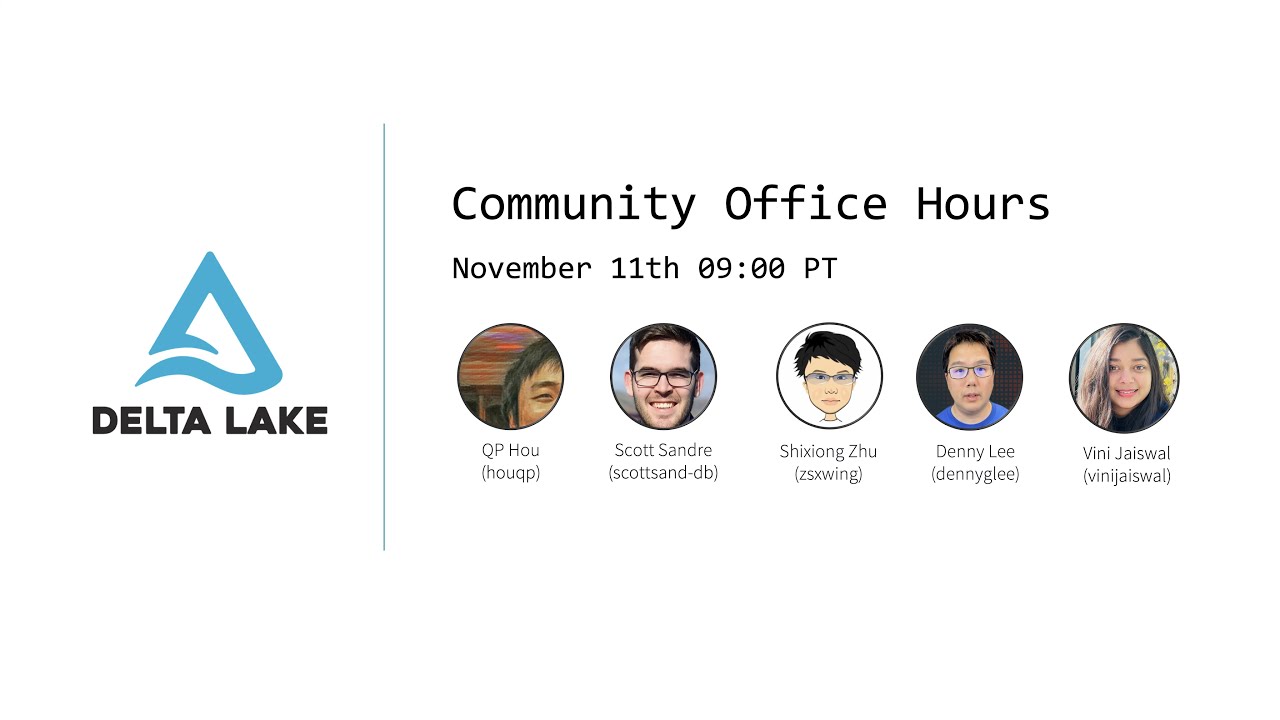 DELTA LAKE
Community Office Hours
November 11th 09:00 PT
QP Hou
(houqp)
Scott Sandre
(scottsand-db)
Shixiong Zhu
(zsxwing)
Denny Lee
(dennyglee)
Vini Jaiswal
(vinijaiswal)